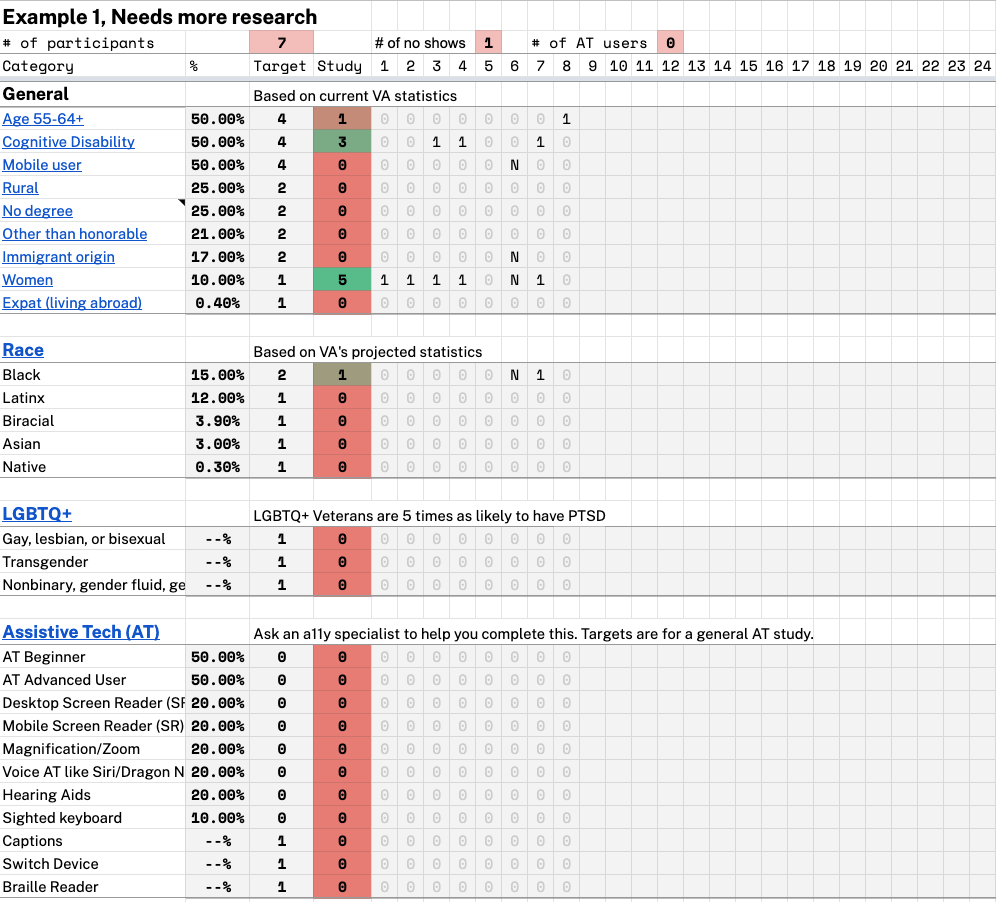 Example 1, Needs more research
# of participants 7 # of no shows 1 # of AT users 0
Category % Target Study 1 2 3 4 5 6 7 8 9 10 11 12 13 14 15 16 17 18 19 20 21 22 23 24
General Based on current VA statistics
Age 55-64+ 50.00% 4 1 0 0 0 0 0 0 0 1
Cognitive Disability 50.00% 4 3 0 0 1 1 0 0 1 0
Mobile user 50.00% 4 0 0 0 0 0 0 N 0 0
Rural 25.00% 2 0 0 0 0 0 0 0 0 0
No degree 25.00% 2 0 0 0 0 0 0 0 0 0
Other than honorable 21.00% 2 0 0 0 0 0 0 0 0 0
Immigrant origin 17.00% 2 0 0 0 0 0 0 N 0 0
Women 10.00% 1 5 1 1 1 1 0 N 1 0
Expat (living abroad) 0.40% 1 0 0 0 0 0 0 0 0 0
Race Based on VA's projected statistics
Black 15.00% 2 1 0 0 0 0 0 N 1 0
Latinx 12.00% 1 0 0 0 0 0 0 0 0 0
Biracial 3.90% 1 0 0 0 0 0 0 0 0 0
Asian 3.00% 1 0 0 0 0 0 0 0 0 0
Native 0.30% 1 0 0 0 0 0 0 0 0 0
LGBTQ+ LGBTQ+ Veterans are 5 times as likely to have PTSD
Gay, lesbian, or bisexual --% 1 0 0 0 0 0 0 0 0 0
Transgender --% 1 0 0 0 0 0 0 0 0 0
Nonbinary, gender fluid, ge --% 1 0 0 0 0 0 0 0 0 0
Assistive Tech (AT) Ask an a11y specialist to help you complete this. Targets are for a general AT study.
AT Beginner 50.00% 0 0 0 0 0 0 0 0 0 0
AT Advanced User 50.00% 0 0 0 0 0 0 0 0 0 0
Desktop Screen Reader (SR 20.00% 0 0 0 0 0 0 0 0 0 0
Mobile Screen Reader (SR) 20.00% 0 0 0 0 0 0 0 0 0 0
Magnification/Zoom 20.00% 0 0 0 0 0 0 0 0 0 0
Voice AT like Siri/Dragon N 20.00% 0 0 0 0 0 0 0 0 0 0
Hearing Aids 20.00% 0 0 0 0 0 0 0 0 0 0
Sighted keyboard 10.00% 0 0 0 0 0 0 0 0 0 0
Captions --% 1 0 0 0 0 0 0 0 0 0
Switch Device --% 1 0 0 0 0 0 0 0 0 0
Braille Reader --% 1 0 0 0 0 0 0 0 0 0